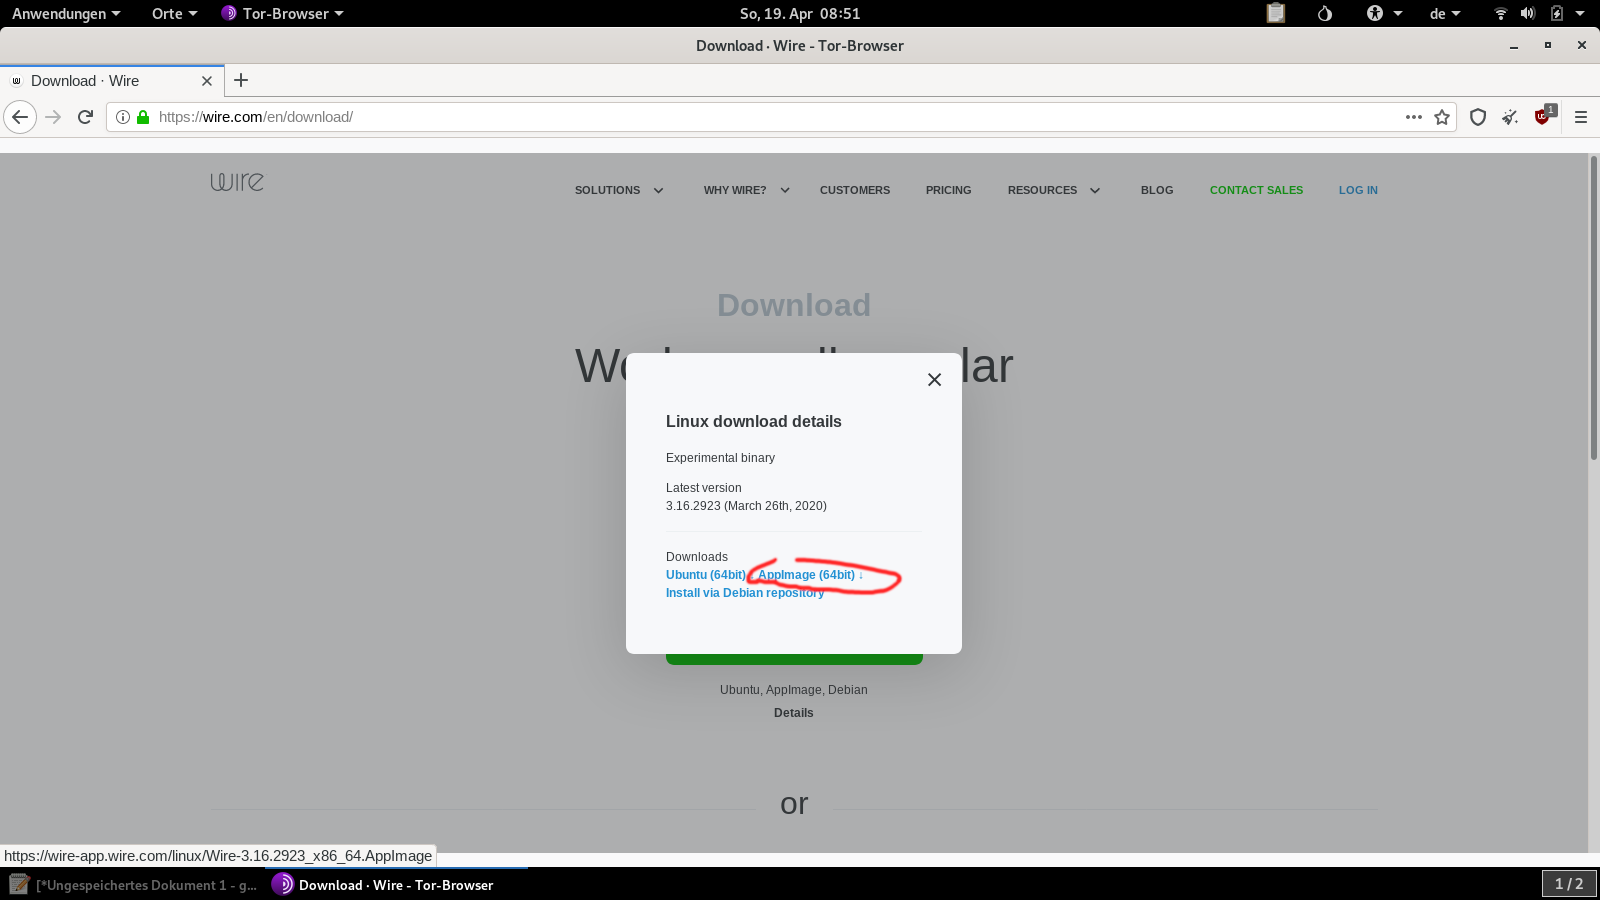 Anwendungen Orte Tor-Browser So, 19. Apr 08:51 de
Download · Wire - Tor-Browser
Download · Wire
https://wire.com/en/download/ 1
wire SOLUTIONS WHY WIRE? CUSTOMERS PRICING RESOURCES BLOG CONTACT SALES LOG IN
Download
lar
Linux download details
Experimental binary
Latest version
3.16.2923 (March 26th, 2020)
Downloads
Ubuntu (64bit) ↓ AppImage (64bit) ↓
Install via Debian repository
Ubuntu, AppImage, Debian
Details
or
https://wire-app.wire.com/linux/Wire-3.16.2923_x86_64.AppImage
[*Ungespeichertes Dokument 1 - g... Download · Wire - Tor-Browser 1 / 2